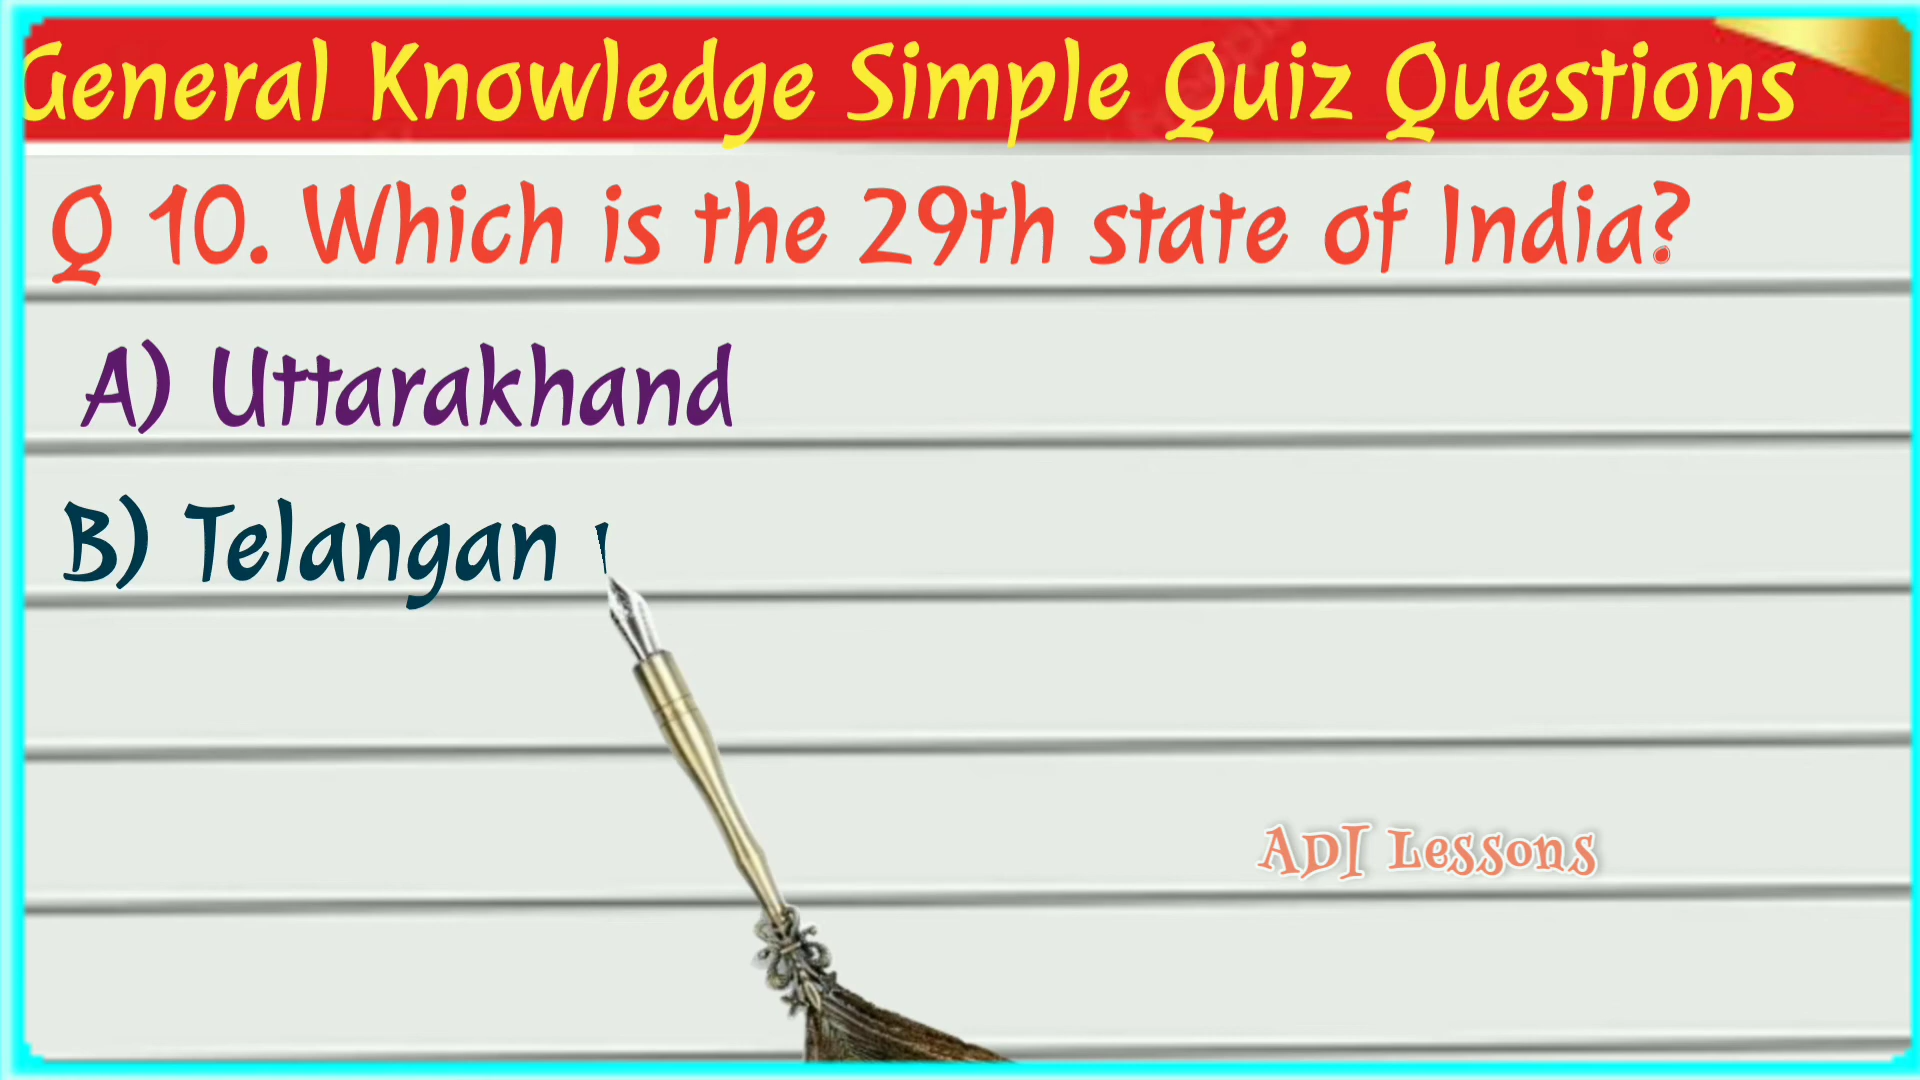 General Knowledge Simple Quiz Questions
Q 10. Which is the 29th state of India?
A) Uttarakhand
B) Telangan
ADI Lessons